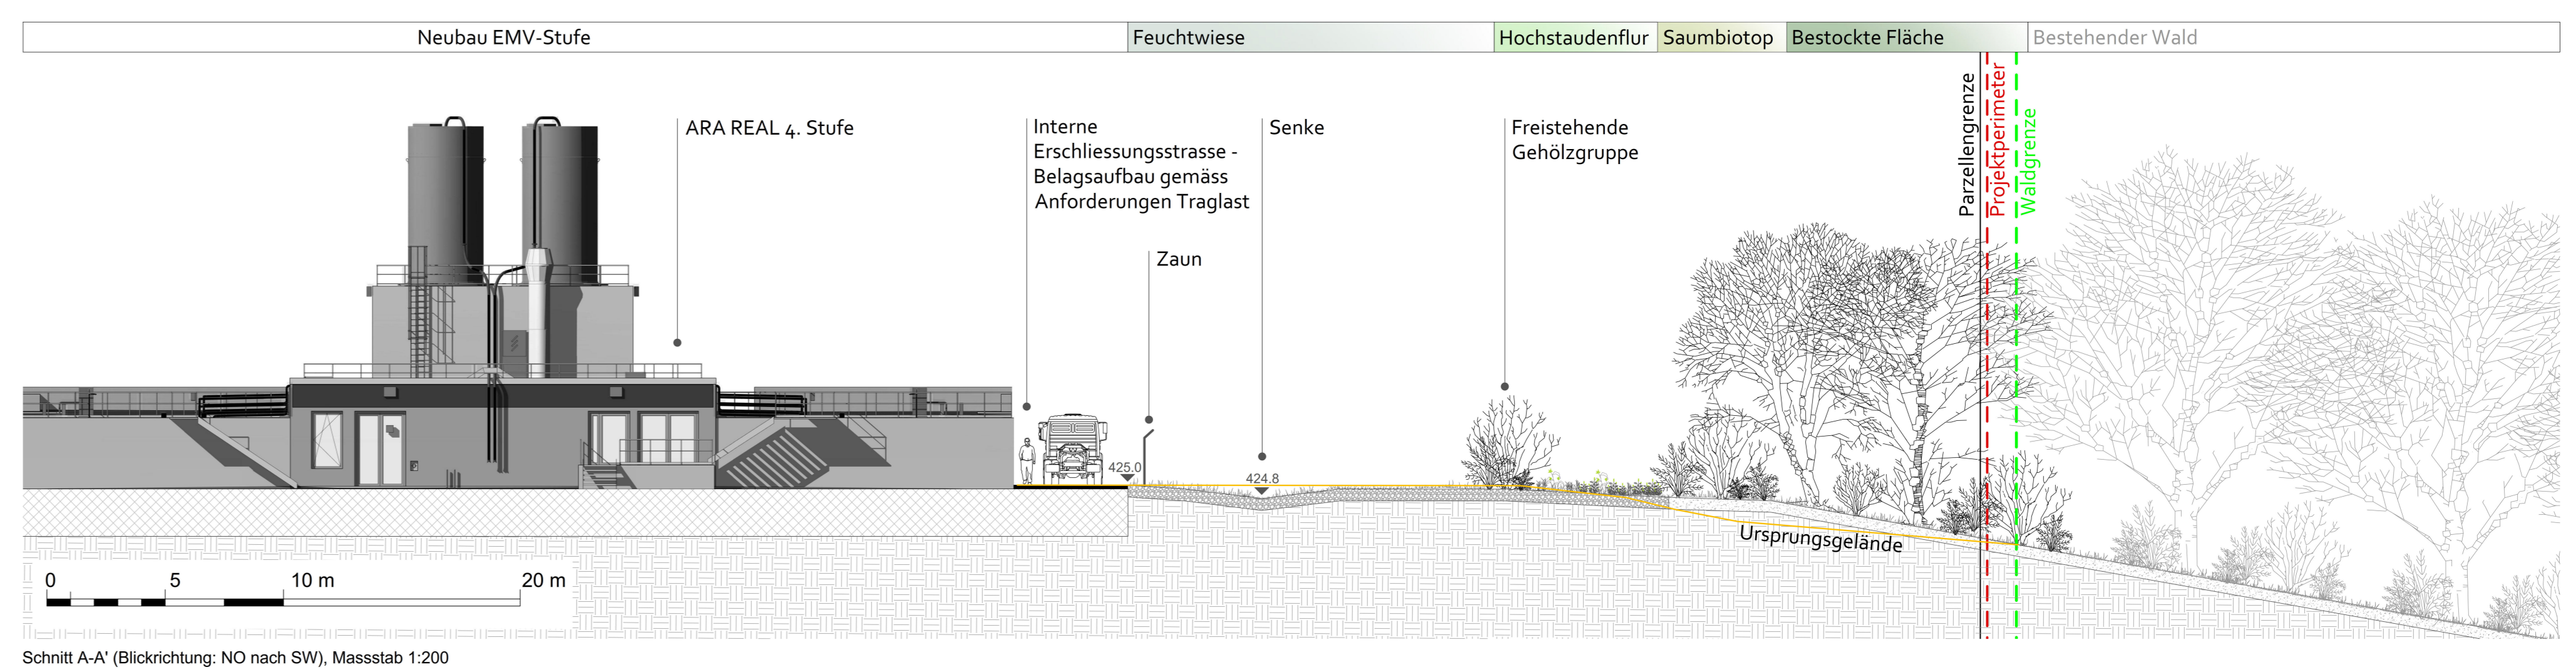 Neubau EMV-Stufe
Feuchtwiese
Hochstaudenflur
Saumbiotop
Bestockte Fläche
Bestehender Wald
ARA REAL 4. Stufe
Interne
Erschliessungsstrasse -
Belagsaufbau gemäss
Anforderungen Traglast
Zaun
Senke
Freistehende
Gehölzgruppe
Parzellengrenze
Projektperimeter
Waldgrenze
425.0
424.8
Ursprungsgelände
0 5 10 m 20 m
Schnitt A-A' (Blickrichtung: NO nach SW), Massstab 1:200